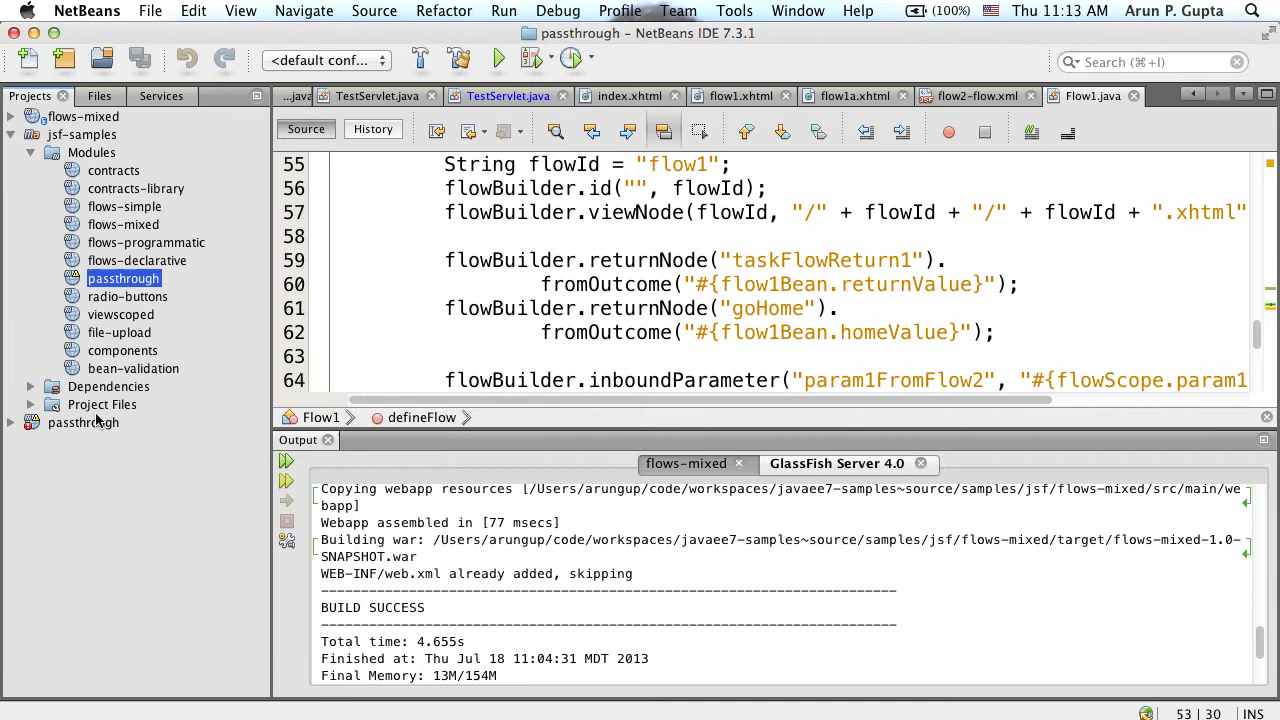 NetBeans File Edit View Navigate Source Refactor Run Debug Profile Team Tools Window Help (100%) Thu 11:13 AM Arun P. Gupta
passthrough – NetBeans IDE 7.3.1
<default conf... Search (⌘+I)
Projects Files Services
...java TestServlet.java TestServlet.java index.xhtml flow1.xhtml flow1a.xhtml flow2-flow.xml Flow1.java
Source History
flows-mixed
jsf-samples
Modules
contracts
contracts-library
flows-simple
flows-mixed
flows-programmatic
flows-declarative
passthrough
radio-buttons
viewscoped
file-upload
components
bean-validation
Dependencies
Project Files
passthrough
55 String flowId = "flow1";
56 flowBuilder.id("", flowId);
57 flowBuilder.viewNode(flowId, "/" + flowId + "/" + flowId + ".xhtml"
58
59 flowBuilder.returnNode("taskFlowReturn1").
60 fromOutcome("#{flow1Bean.returnValue}");
61 flowBuilder.returnNode("goHome").
62 fromOutcome("#{flow1Bean.homeValue}");
63
64 flowBuilder.inboundParameter("param1FromFlow2", "#{flowScope.param1
Flow1 defineFlow
Output
flows-mixed GlassFish Server 4.0
Copying webapp resources [/Users/arungup/code/workspaces/javaee7-samples~source/samples/jsf/flows-mixed/src/main/we
bapp]
Webapp assembled in [77 msecs]
Building war: /Users/arungup/code/workspaces/javaee7-samples~source/samples/jsf/flows-mixed/target/flows-mixed-1.0-
SNAPSHOT.war
WEB-INF/web.xml already added, skipping
------------------------------------------------------------------------
BUILD SUCCESS
------------------------------------------------------------------------
Total time: 4.655s
Finished at: Thu Jul 18 11:04:31 MDT 2013
Final Memory: 13M/154M
53 | 30 INS